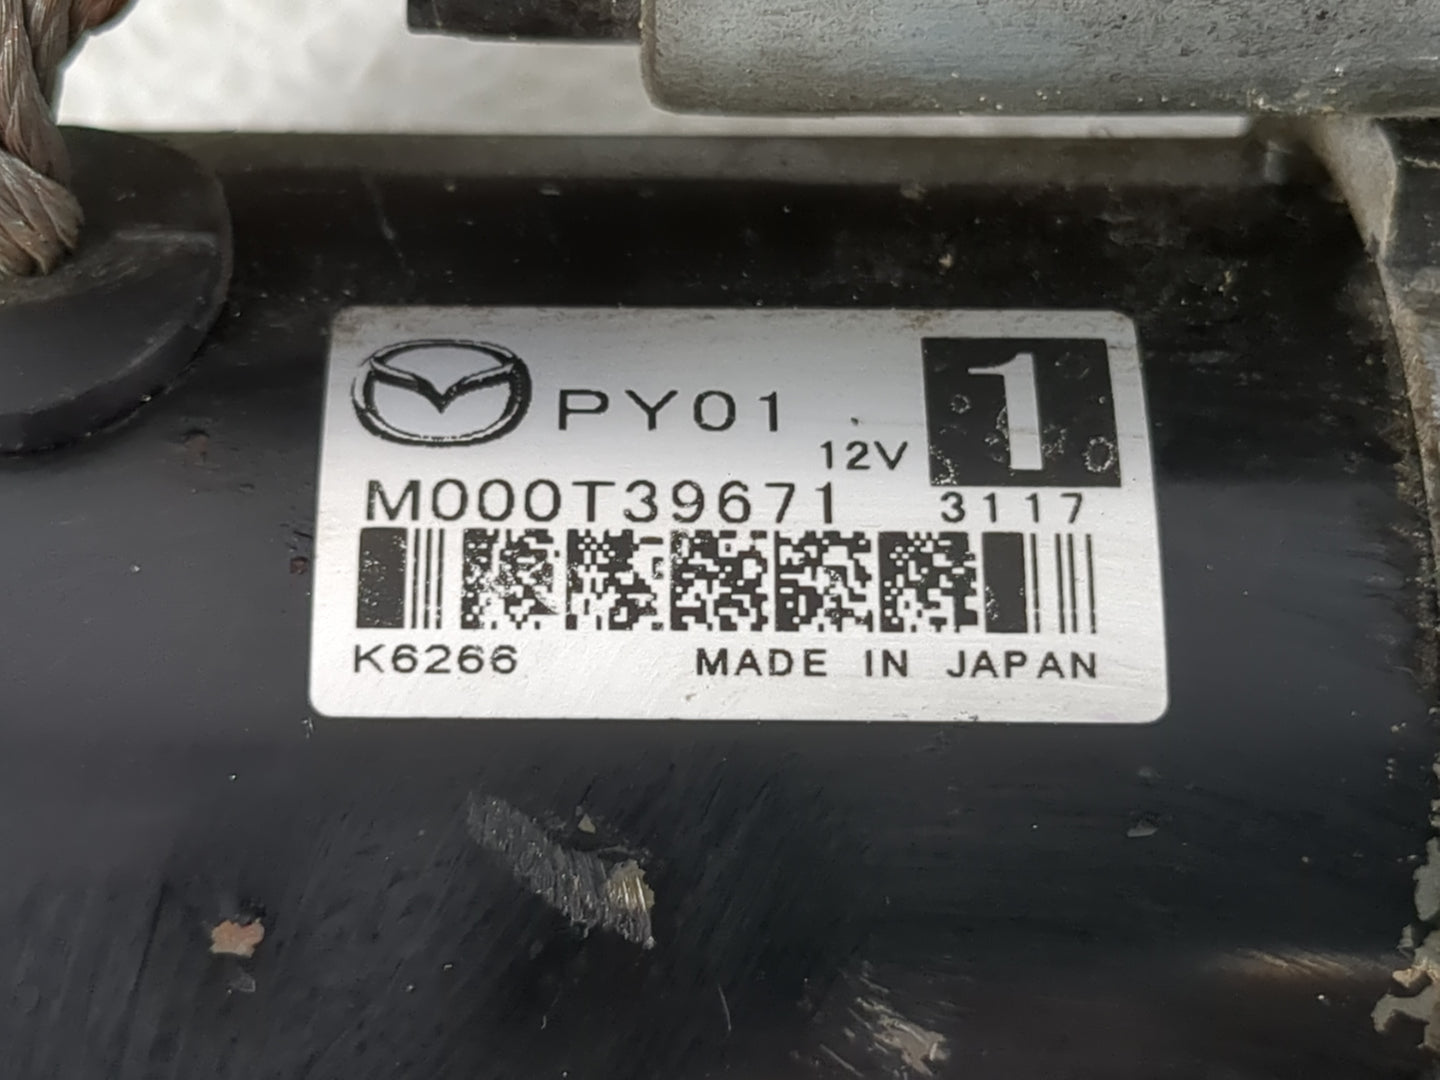 PY01
1
12V
M000T39671
3117
K6266
MADE IN JAPAN